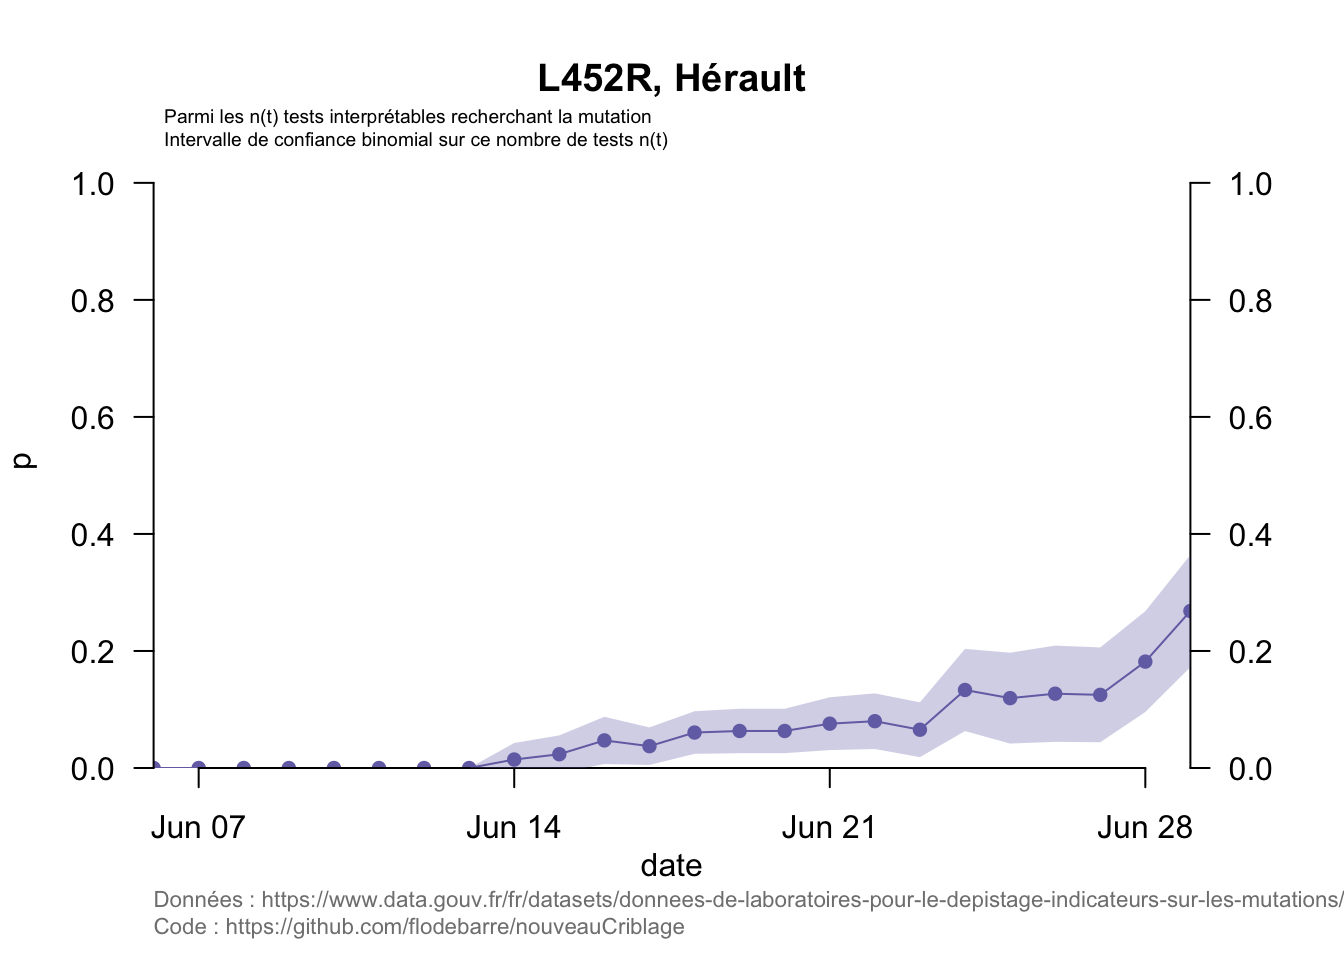 L452R, Hérault
Parmi les n(t) tests interprétables recherchant la mutation
Intervalle de confiance binomial sur ce nombre de tests n(t)
1.0 1.0
0.8 0.8
0.6 0.6
p
0.4 0.4
0.2 0.2
0.0 0.0
Jun 07 Jun 14 Jun 21 Jun 28
date
Données : https://www.data.gouv.fr/fr/datasets/donnees-de-laboratoires-pour-le-depistage-indicateurs-sur-les-mutations/
Code : https://github.com/flodebarre/nouveauCriblage